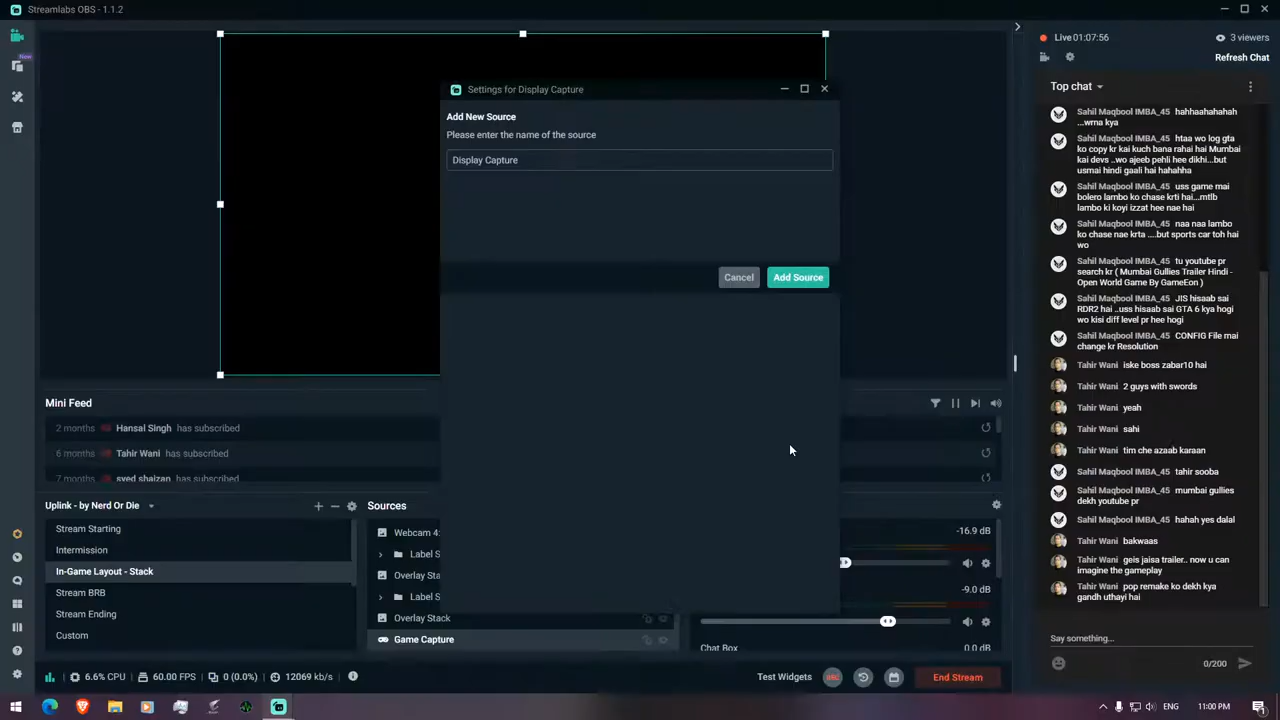 Streamlabs OBS - 1.1.2
New
Live 01:07:56
3 viewers
Refresh Chat
Settings for Display Capture
Add New Source
Please enter the name of the source
Display Capture
Cancel
Add Source
Top chat
Sahil Maqbool IMBA_45 hahhaahahahah
...wrna kya
Sahil Maqbool IMBA_45 htaa wo log gta
ko copy kr kai kuch bana rahai hai Mumbai
kai devs ..wo ajeeb pehli hee dikhi...but
usmai hindi gaali hai hahahha
Sahil Maqbool IMBA_45 uss game mai
bolero lambo ko chase krti hai...mtlb
lambo ki koyi izzat hee nae hai
Sahil Maqbool IMBA_45 naa naa lambo
ko chase nae krta ....but sports car toh hai
wo
Sahil Maqbool IMBA_45 tu youtube pr
search kr ( Mumbai Gullies Trailer Hindi -
Open World Game By GameEon )
Sahil Maqbool IMBA_45 JIS hisaab sai
RDR2 hai ..uss hisaab sai GTA 6 kya hogi
wo kisi diff level pr hee hogi
Sahil Maqbool IMBA_45 CONFIG File mai
change kr Resolution
Tahir Wani iske boss zabar10 hai
Tahir Wani 2 guys with swords
Tahir Wani yeah
Tahir Wani sahi
Tahir Wani tim che azaab karaan
Sahil Maqbool IMBA_45 tahir sooba
Sahil Maqbool IMBA_45 mumbai gullies
dekh youtube pr
Sahil Maqbool IMBA_45 hahah yes dalal
Tahir Wani bakwaas
Tahir Wani geis jaisa trailer.. now u can
imagine the gameplay
Tahir Wani pop remake ko dekh kya
gandh uthayi hai
Say something...
0/200
Mini Feed
2 months Hansal Singh has subscribed
6 months Tahir Wani has subscribed
7 months syed shaizan has subscribed
Uplink - by Nerd Or Die
Stream Starting
Intermission
In-Game Layout - Stack
Stream BRB
Stream Ending
Custom
Sources
Webcam 4:
Label S
Overlay Sta
Label S
Overlay Stack
Game Capture
-16.9 dB
-9.0 dB
Chat Box
0.0 dB
6.6% CPU
60.00 FPS
0 (0.0%)
12069 kb/s
Test Widgets
REC
End Stream
ENG
11:00 PM
1